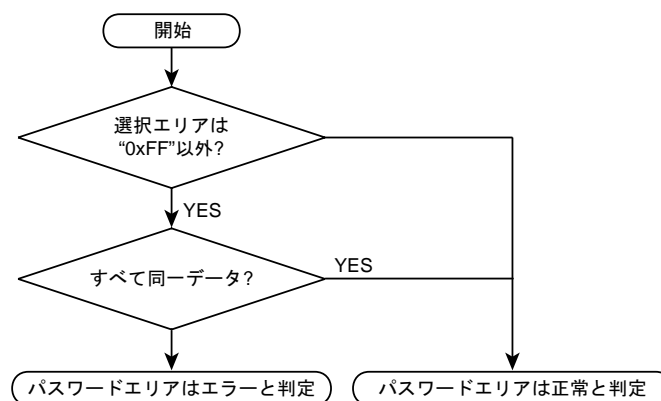 開始
選択エリアは
“0xFF”以外?
YES
すべて同一データ?
YES
パスワードエリアはエラーと判定
パスワードエリアは正常と判定